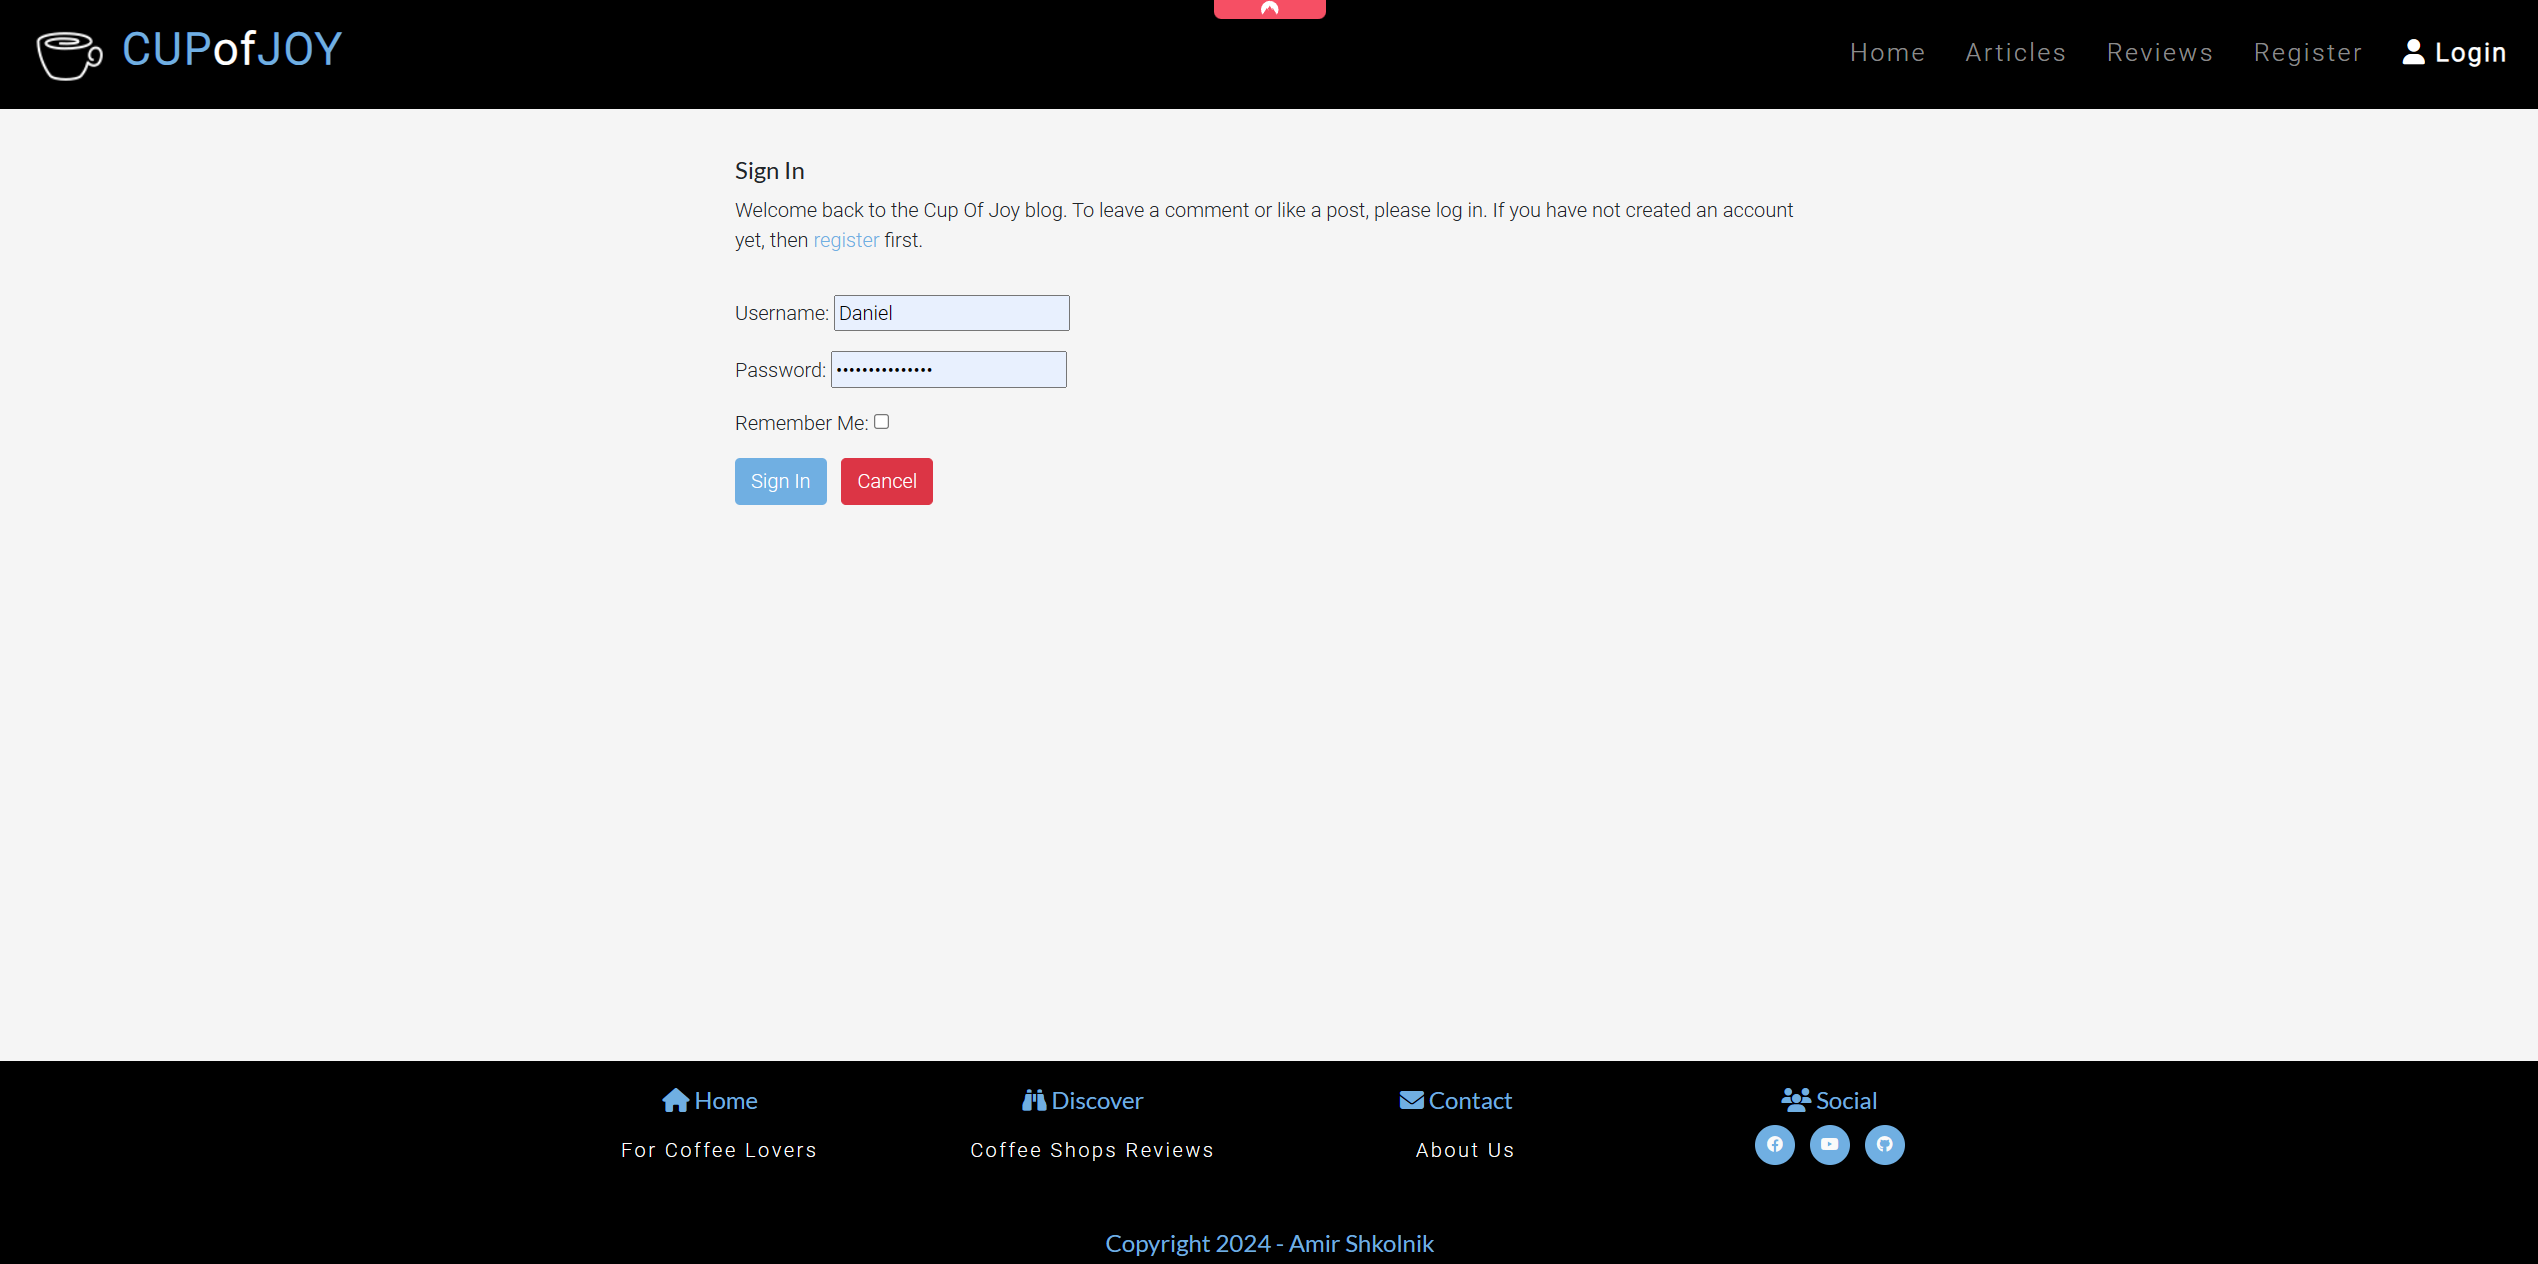 CUPofJOY
Home Articles Reviews Register Login
Sign In
Welcome back to the Cup Of Joy blog. To leave a comment or like a post, please log in. If you have not created an account
yet, then register first.
Username: Daniel
Password: •••••••••••••••
Remember Me:
Sign In Cancel
Home Discover Contact Social
For Coffee Lovers Coffee Shops Reviews About Us
Copyright 2024 - Amir Shkolnik